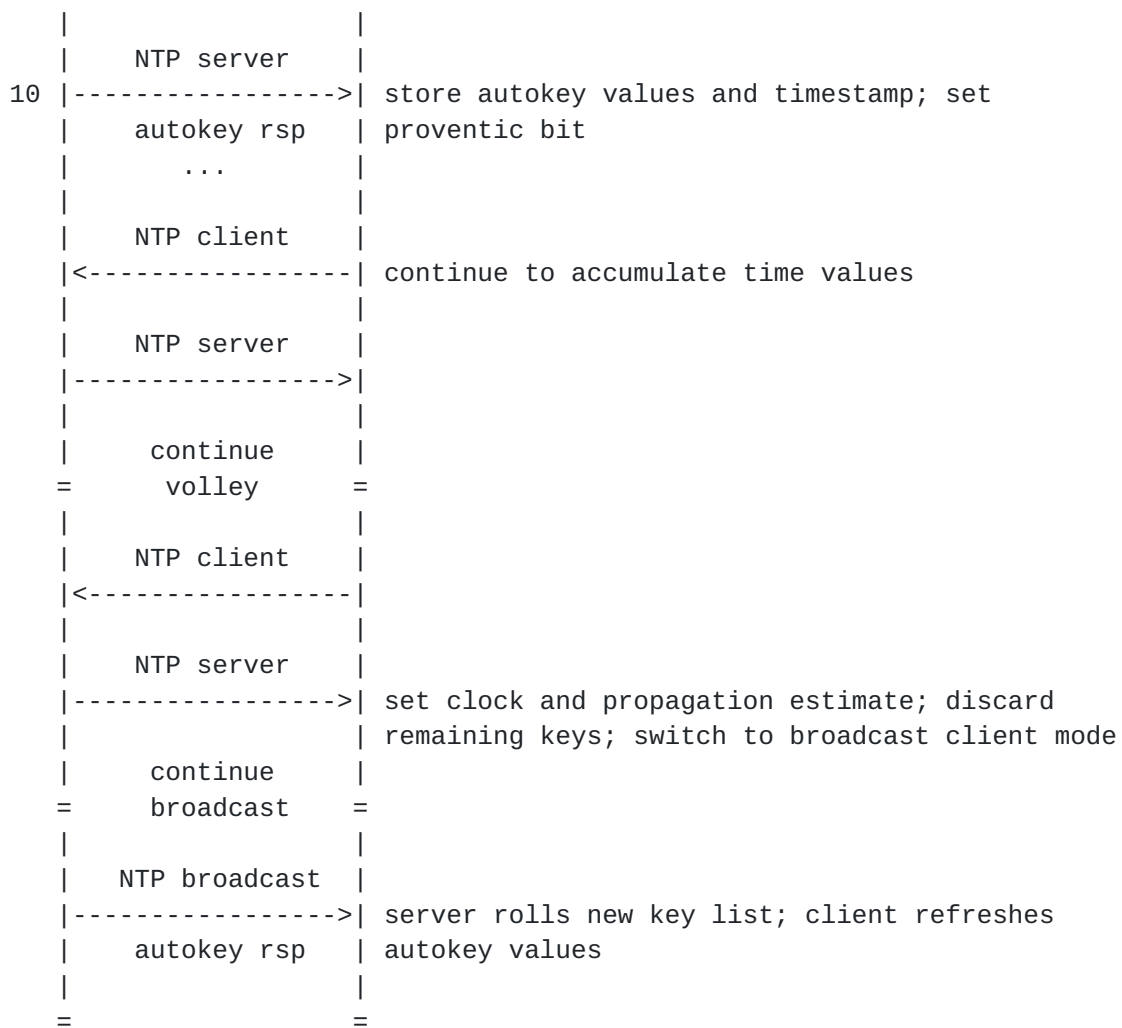 |                  |
   |    NTP server    |
10 |----------------->| store autokey values and timestamp; set
   |    autokey rsp   | proventic bit
   |       ...        |
   |                  |
   |    NTP client    |
   |<-----------------| continue to accumulate time values
   |                  |
   |    NTP server    |
   |----------------->|
   |                  |
   |     continue     |
   =      volley      =
   |                  |
   |    NTP client    |
   |<-----------------|
   |                  |
   |    NTP server    |
   |----------------->| set clock and propagation estimate; discard
   |                  | remaining keys; switch to broadcast client mode
   |     continue     |
   =     broadcast    =
   |                  |
   |   NTP broadcast  |
   |----------------->| server rolls new key list; client refreshes
   |    autokey rsp   | autokey values
   |                  |
   =                  =